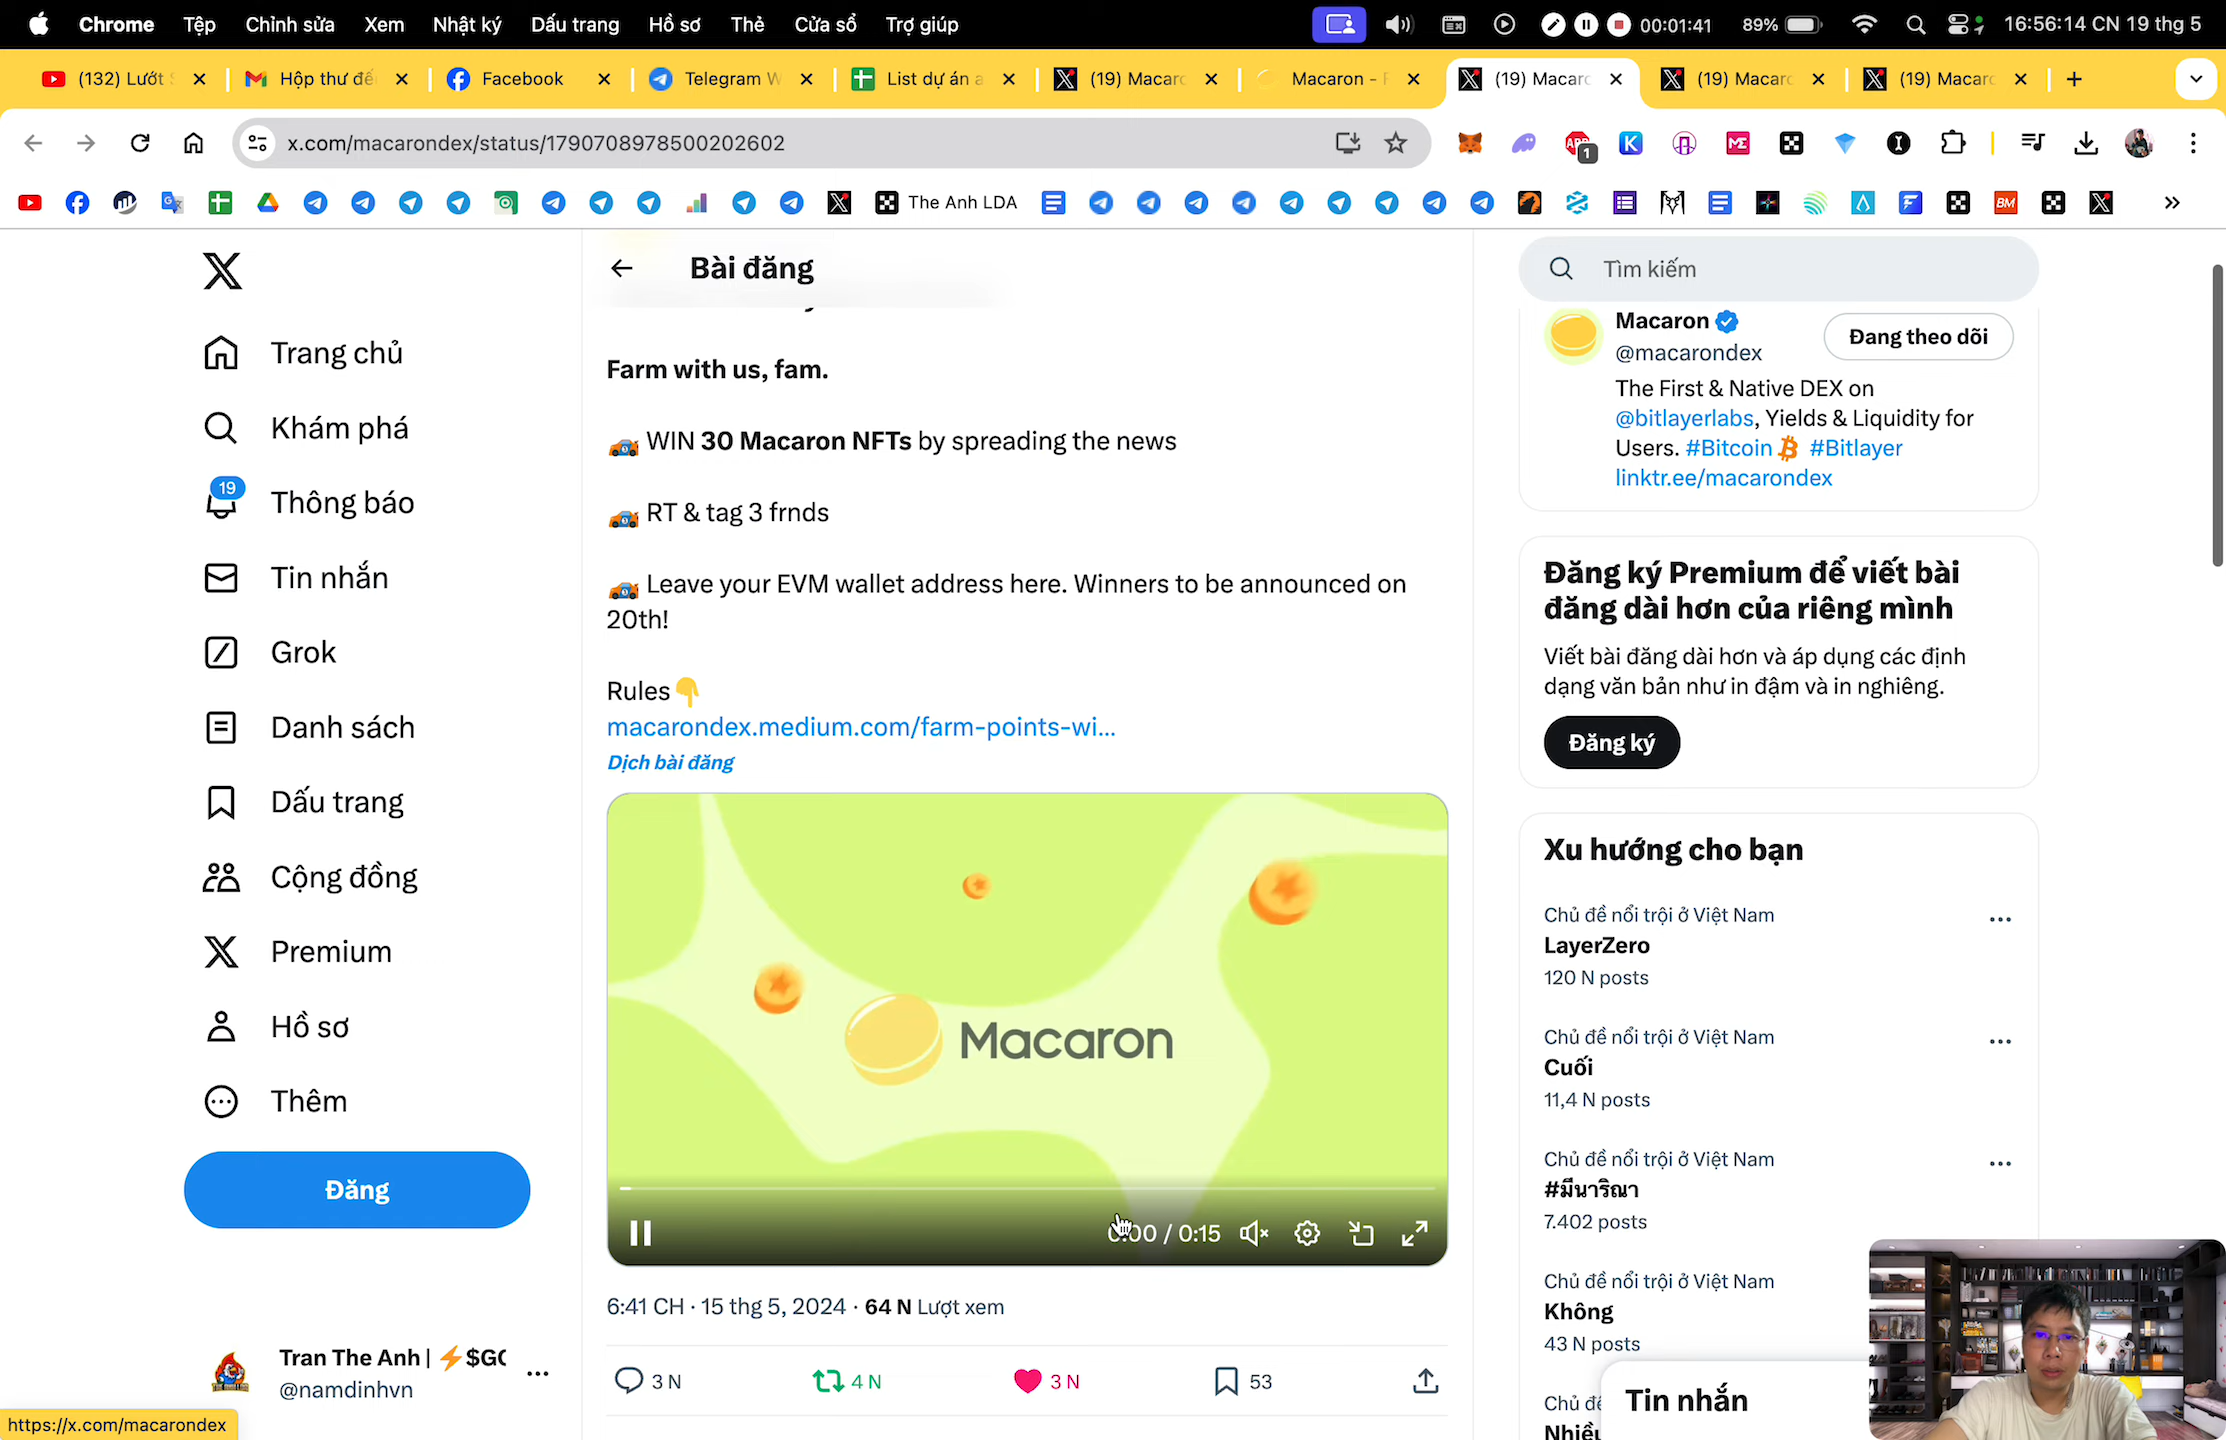 Chrome Tệp Chỉnh sửa Xem Nhật ký Dấu trang Hồ sơ Thẻ Cửa sổ Trợ giúp 00:01:41 89% 16:56:14 CN 19 thg 5
(132) Lướt Hộp thư đế Facebook Telegram W List dự án a (19) Macaro Macaron - F (19) Macaro (19) Macaro (19) Macaro
x.com/macarondex/status/1790708978500202602
The Anh LDA
Bài đăng
Farm with us, fam.
WIN 30 Macaron NFTs by spreading the news
RT & tag 3 frnds
Leave your EVM wallet address here. Winners to be announced on
20th!
Rules
macarondex.medium.com/farm-points-wi...
Dịch bài đăng
Macaron
0:00 / 0:15
6:41 CH · 15 thg 5, 2024 · 64 N Lượt xem
3 N 4 N 3 N 53
Trang chủ
Khám phá
19
Thông báo
Tin nhắn
Grok
Danh sách
Dấu trang
Cộng đồng
Premium
Hồ sơ
Thêm
Đăng
Tran The Anh | ⚡$GO
@namdinhvn
https://x.com/macarondex
Tìm kiếm
Macaron
@macarondex
Đang theo dõi
The First & Native DEX on
@bitlayerlabs, Yields & Liquidity for
Users. #Bitcoin #Bitlayer
linktr.ee/macarondex
Đăng ký Premium để viết bài
đăng dài hơn của riêng mình
Viết bài đăng dài hơn và áp dụng các định
dạng văn bản như in đậm và in nghiêng.
Đăng ký
Xu hướng cho bạn
Chủ đề nổi trội ở Việt Nam
LayerZero
120 N posts
Chủ đề nổi trội ở Việt Nam
Cuối
11,4 N posts
Chủ đề nổi trội ở Việt Nam
#มีนาริณา
7.402 posts
Chủ đề nổi trội ở Việt Nam
Không
43 N posts
Chủ đề
Nhiều
Tin nhắn